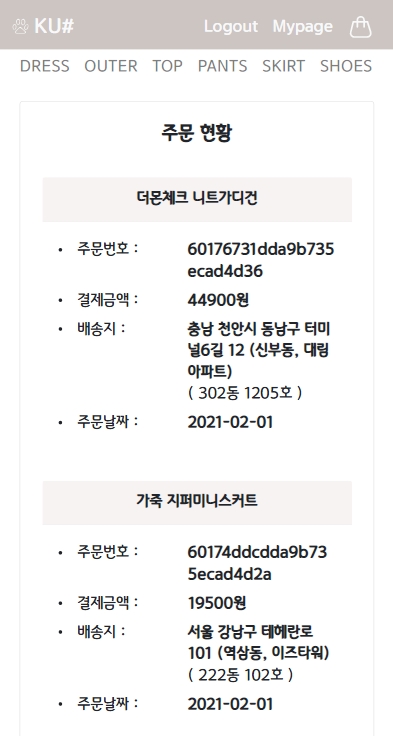 KU# Logout Mypage
DRESS OUTER TOP PANTS SKIRT SHOES
주문 현황
더몬체크 니트가디건
• 주문번호 : 60176731dda9b735
ecad4d36
• 결제금액 : 44900원
• 배송지 : 충남 천안시 동남구 터미
널6길 12 (신부동, 대림
아파트)
( 302동 1205호 )
• 주문날짜 : 2021-02-01
가죽 지퍼미니스커트
• 주문번호 : 60174ddcdda9b73
5ecad4d2a
• 결제금액 : 19500원
• 배송지 : 서울 강남구 테헤란로
101 (역삼동, 이즈타워)
( 222동 102호 )
• 주문날짜 : 2021-02-01